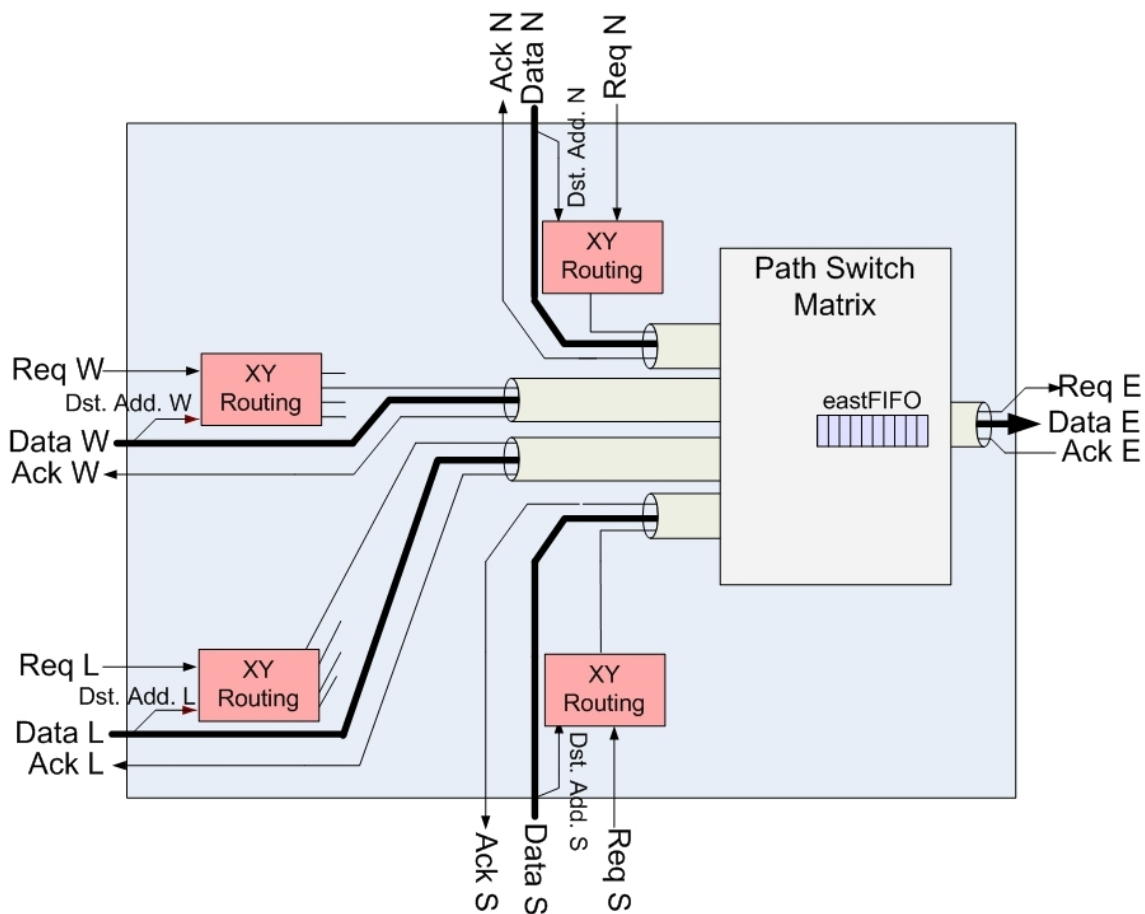 Ack N
Data N
Dst. Add. N
Req N
XY
Routing
Path Switch
Matrix
Req W
XY
Routing
Dst. Add. W
Data W
Ack W
eastFIFO
Req E
Data E
Ack E
Req L
XY
Routing
Dst. Add. L
Data L
Ack L
XY
Routing
Dst. Add. S
Ack S
Data S
Req S